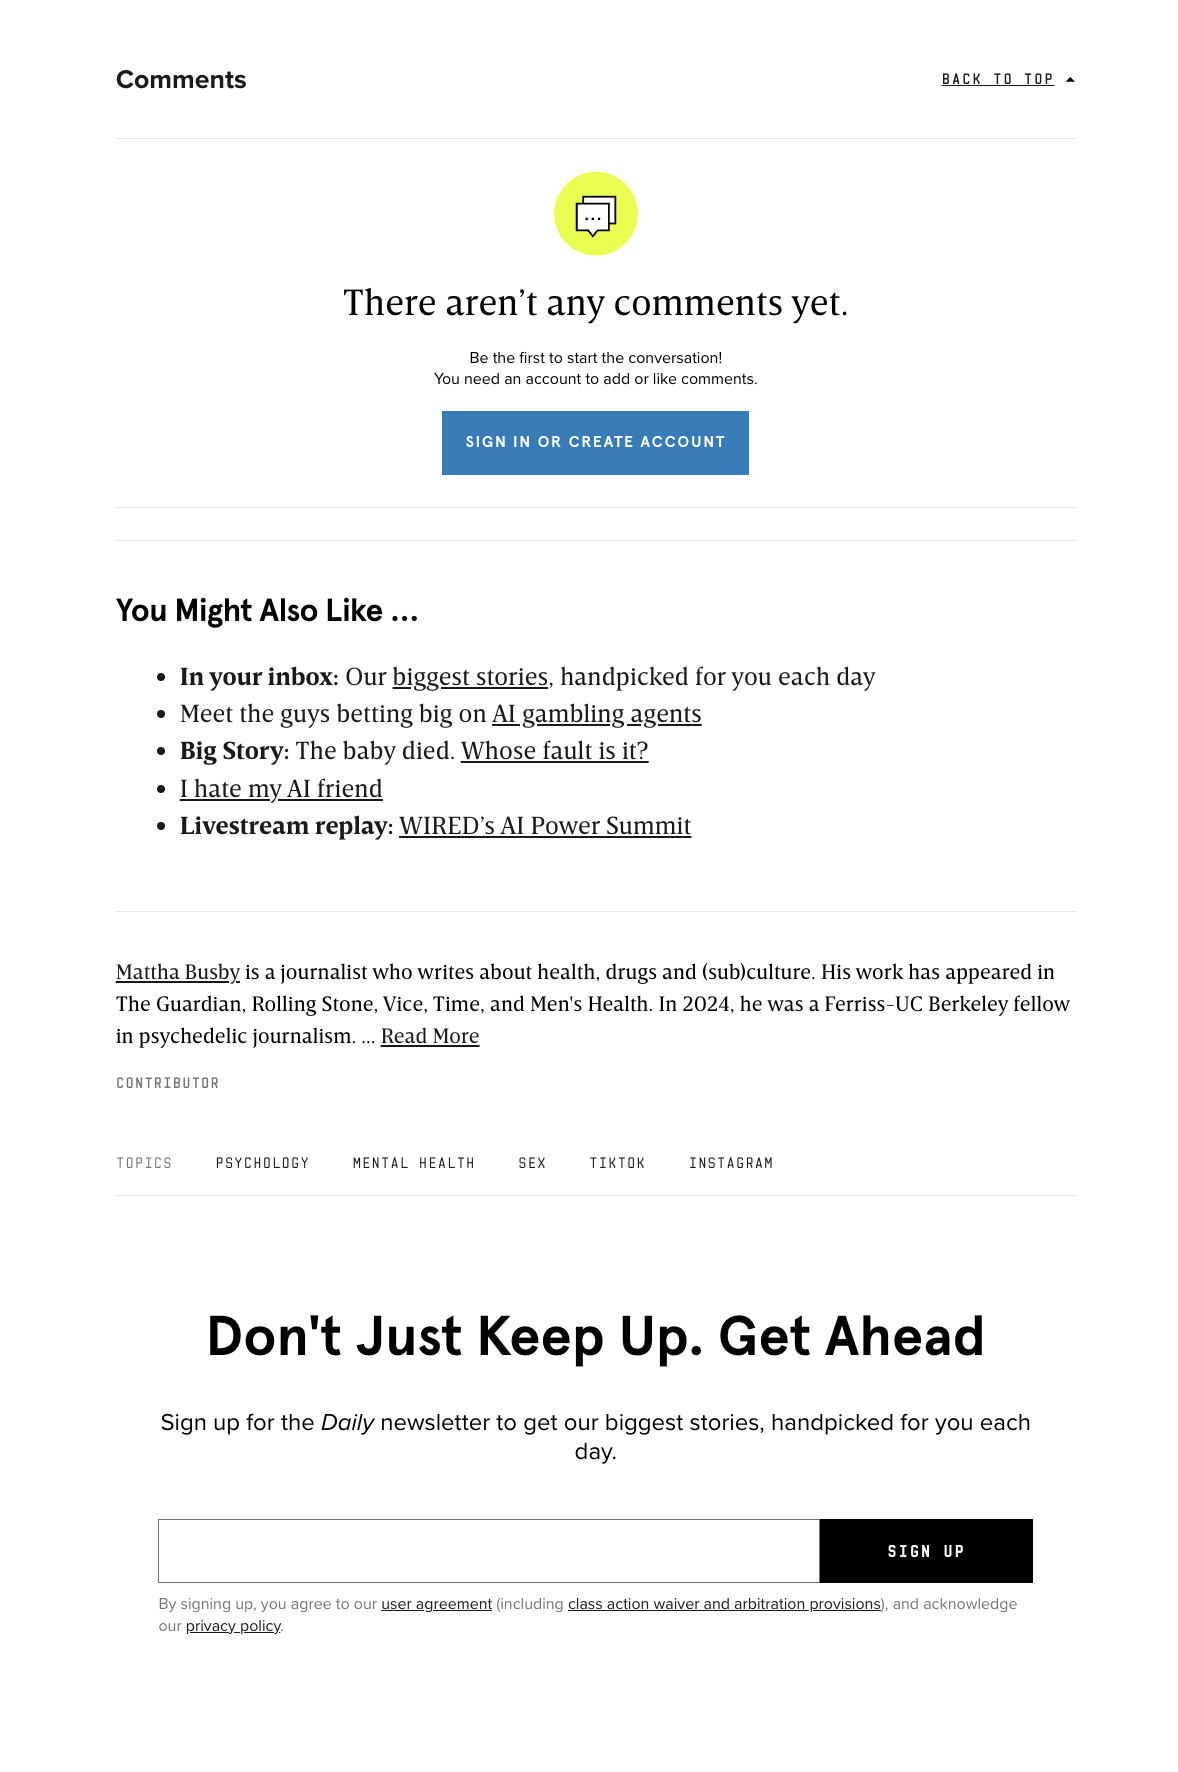 Comments
BACK TO TOP
There aren’t any comments yet.
Be the first to start the conversation!
You need an account to add or like comments.
SIGN IN OR CREATE ACCOUNT
You Might Also Like …
In your inbox: Our biggest stories, handpicked for you each day
Meet the guys betting big on AI gambling agents
Big Story: The baby died. Whose fault is it?
I hate my AI friend
Livestream replay: WIRED’s AI Power Summit
Mattha Busby is a journalist who writes about health, drugs and (sub)culture. His work has appeared in
The Guardian, Rolling Stone, Vice, Time, and Men's Health. In 2024, he was a Ferriss-UC Berkeley fellow
in psychedelic journalism. ... Read More
CONTRIBUTOR
TOPICS PSYCHOLOGY MENTAL HEALTH SEX TIKTOK INSTAGRAM
Don't Just Keep Up. Get Ahead
Sign up for the Daily newsletter to get our biggest stories, handpicked for you each
day.
SIGN UP
By signing up, you agree to our user agreement (including class action waiver and arbitration provisions), and acknowledge
our privacy policy.